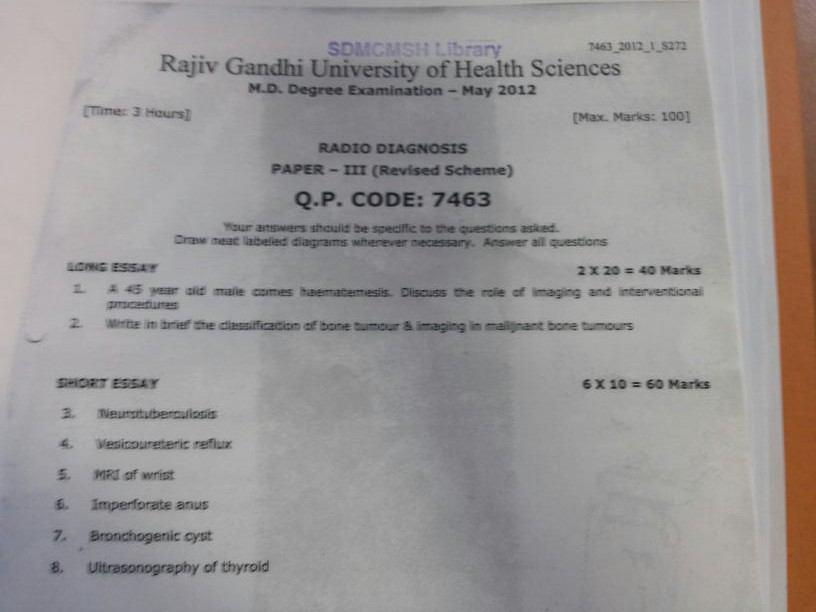 SDMCMSH Library
7463_2012_1_S272
Rajiv Gandhi University of Health Sciences
M.D. Degree Examination – May 2012
[Time: 3 Hours]
[Max. Marks: 100]
RADIO DIAGNOSIS
PAPER – III (Revised Scheme)
Q.P. CODE: 7463
Your answers should be specific to the questions asked.
Draw neat labeled diagrams wherever necessary. Answer all questions
LONG ESSAY
2 X 20 = 40 Marks
1. A 45 year old male comes haematemesis. Discuss the role of imaging and interventional
procedures
2. Write in brief the classification of bone tumour & imaging in malijnant bone tumours
SHORT ESSAY
6 X 10 = 60 Marks
3. Neurotuberculosis
4. Vesicoureteric reflux
5. MRI of wrist
6. Imperforate anus
7. Bronchogenic cyst
8. Ultrasonography of thyroid